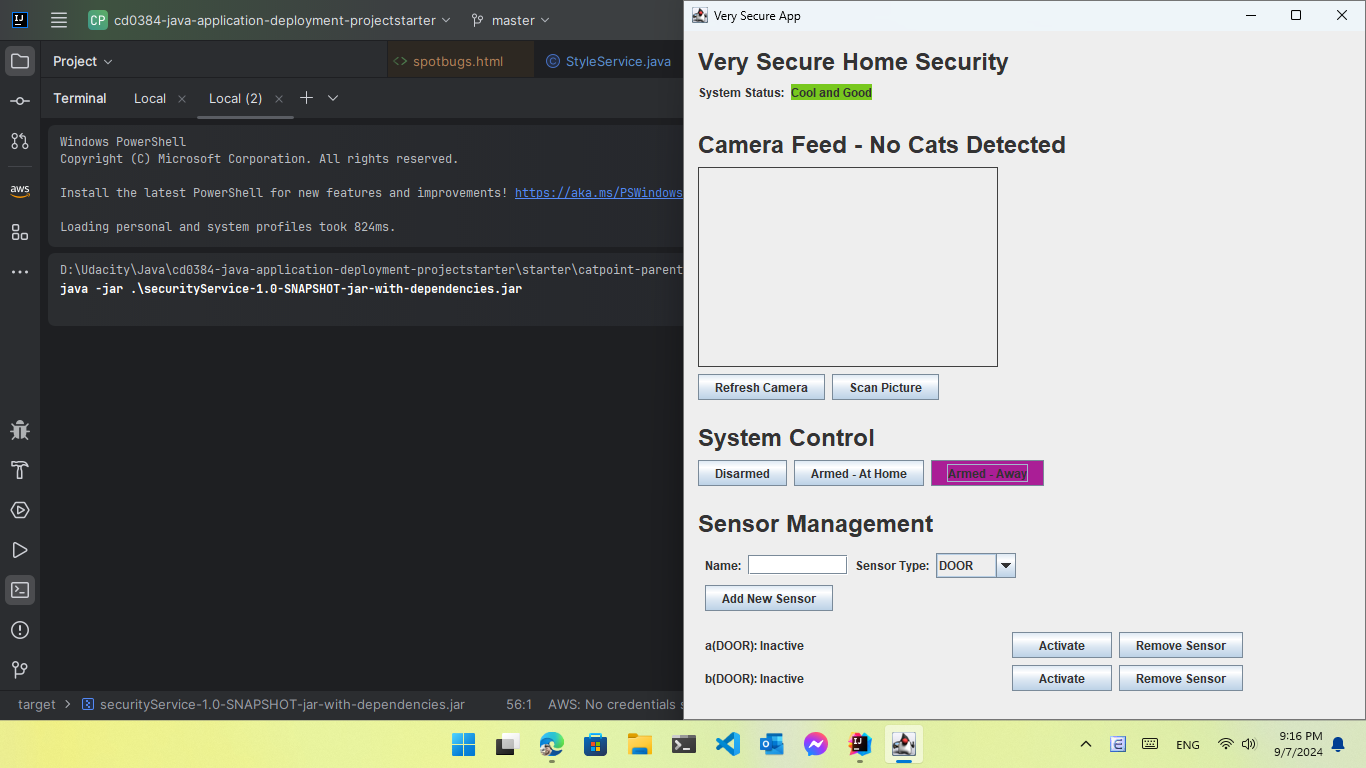 CP cd0384-java-application-deployment-projectstarter master
Project
<> spotbugs.html
C StyleService.java
Terminal Local Local (2)
Windows PowerShell
Copyright (C) Microsoft Corporation. All rights reserved.
Install the latest PowerShell for new features and improvements! https://aka.ms/PSWindows
Loading personal and system profiles took 824ms.
D:\Udacity\Java\cd0384-java-application-deployment-projectstarter\starter\catpoint-parent
java -jar .\securityService-1.0-SNAPSHOT-jar-with-dependencies.jar
aws
target > securityService-1.0-SNAPSHOT-jar-with-dependencies.jar 56:1 AWS: No credentials
Very Secure App
Very Secure Home Security
System Status: Cool and Good
Camera Feed - No Cats Detected
Refresh Camera Scan Picture
System Control
Disarmed Armed - At Home Armed - Away
Sensor Management
Name: Sensor Type: DOOR
Add New Sensor
a(DOOR): Inactive Activate Remove Sensor
b(DOOR): Inactive Activate Remove Sensor
ENG 9:16 PM
9/7/2024